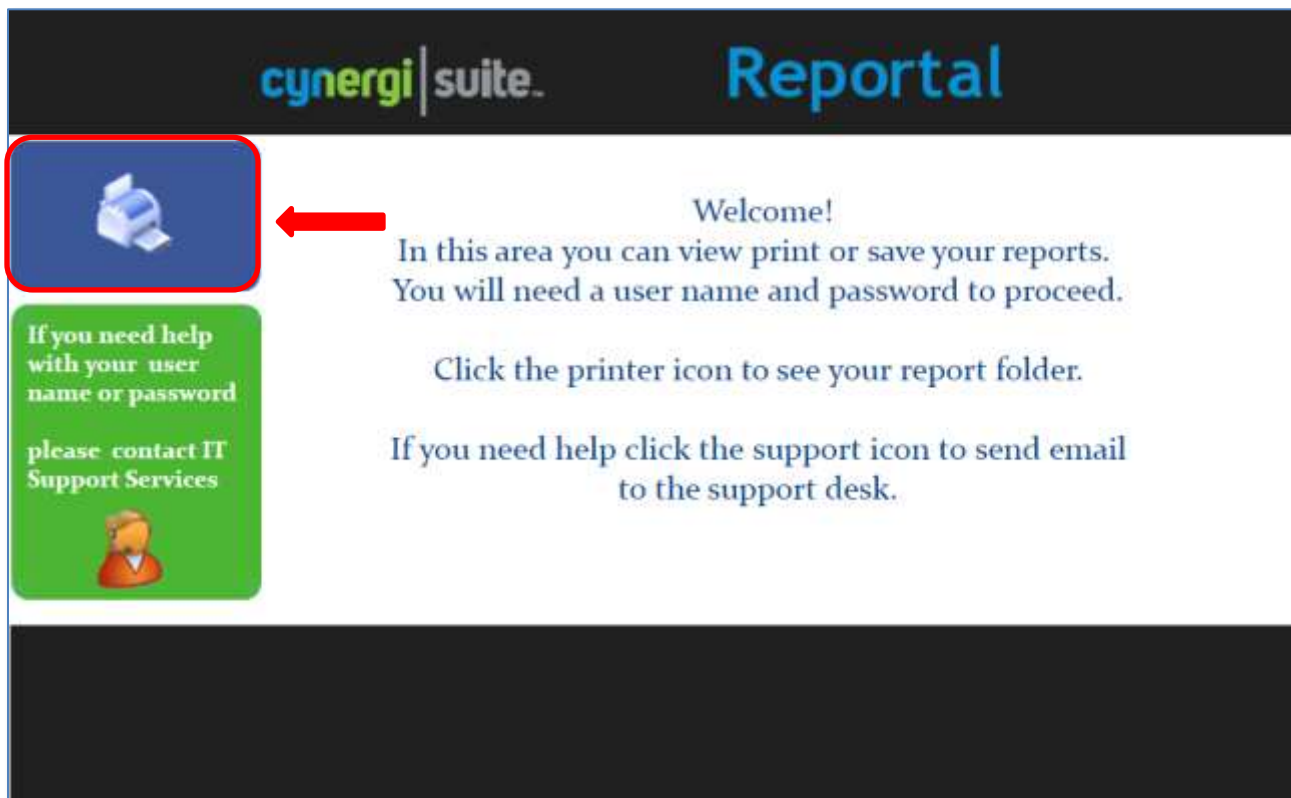 cynergi|suite™
Reportal
Welcome!
In this area you can view print or save your reports.
You will need a user name and password to proceed.
Click the printer icon to see your report folder.
If you need help click the support icon to send email
to the support desk.
If you need help
with your user
name or password
please contact IT
Support Services